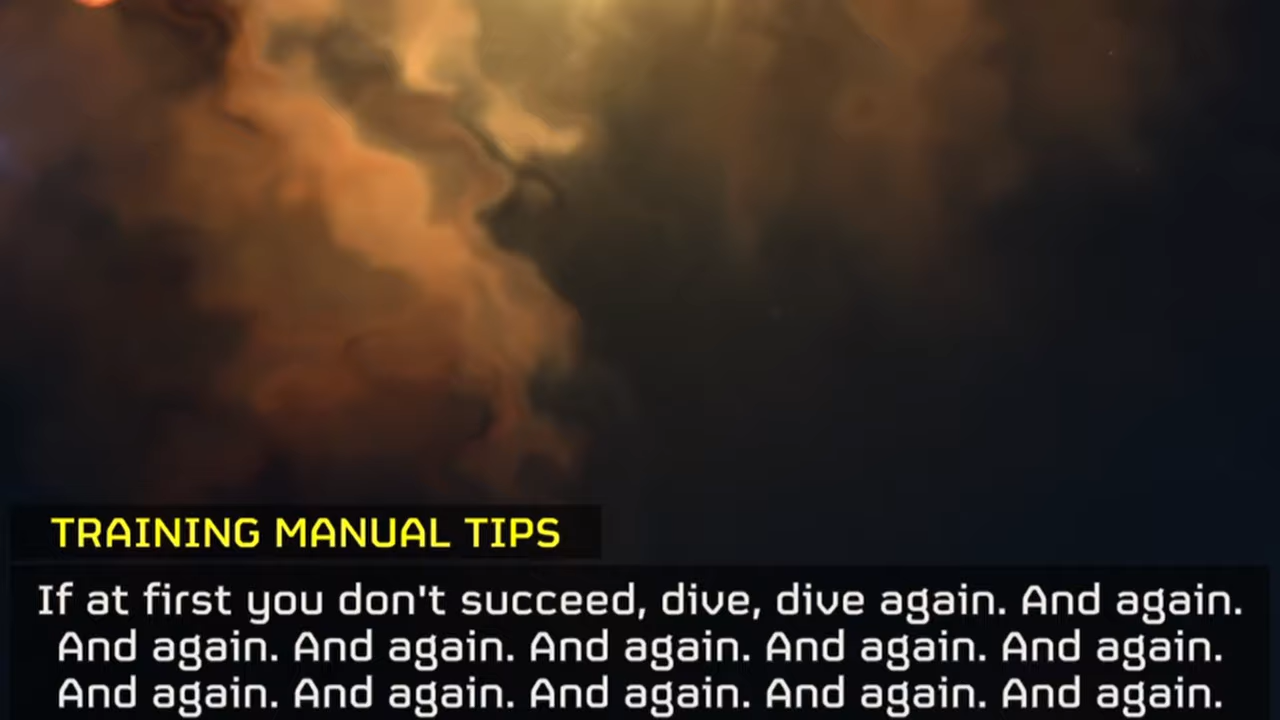 TRAINING MANUAL TIPS
If at first you don't succeed, dive, dive again. And again.
And again. And again. And again. And again. And again.
And again. And again. And again. And again. And again.